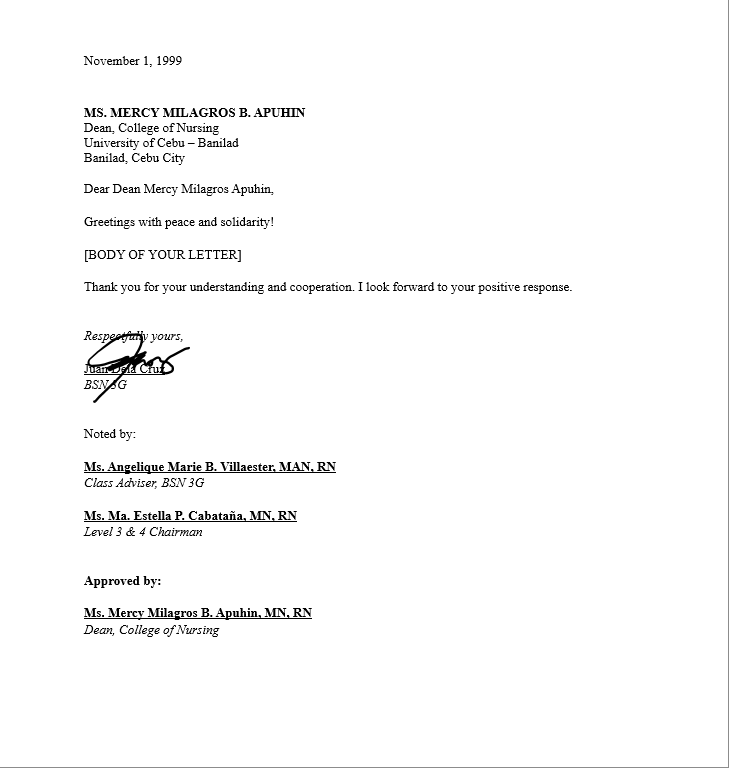 November 1, 1999
MS. MERCY MILAGROS B. APUHIN
Dean, College of Nursing
University of Cebu – Banilad
Banilad, Cebu City
Dear Dean Mercy Milagros Apuhin,
Greetings with peace and solidarity!
[BODY OF YOUR LETTER]
Thank you for your understanding and cooperation. I look forward to your positive response.
Respectfully yours,
Juan Dela Cruz
BSN 3G
Noted by:
Ms. Angelique Marie B. Villaester, MAN, RN
Class Adviser, BSN 3G
Ms. Ma. Estella P. Cabataña, MN, RN
Level 3 & 4 Chairman
Approved by:
Ms. Mercy Milagros B. Apuhin, MN, RN
Dean, College of Nursing